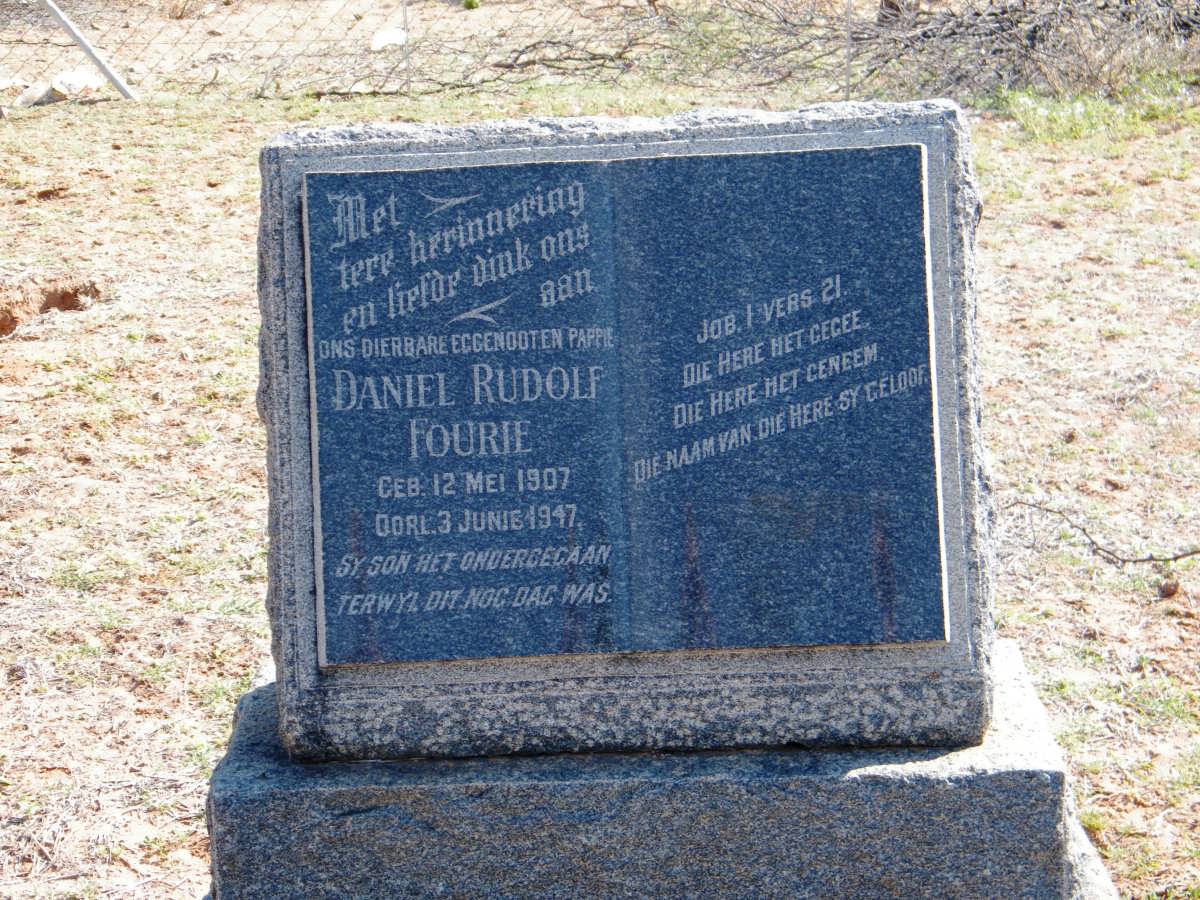 Met
tere herinnering
en liefde dink ons
aan
ONS DIERBARE EGGENOOT EN PAPPIE
DANIEL RUDOLF
FOURIE
GEB. 12 MEI 1907
OORL. 3 JUNIE 1947.
SY SON HET ONDERGEGAAN
TERWYL DIT NOG DAG WAS.
JOB. 1 VERS 21.
DIE HERE HET GEGEE,
DIE HERE HET GENEEM,
DIE NAAM VAN DIE HERE SY GELOOF.